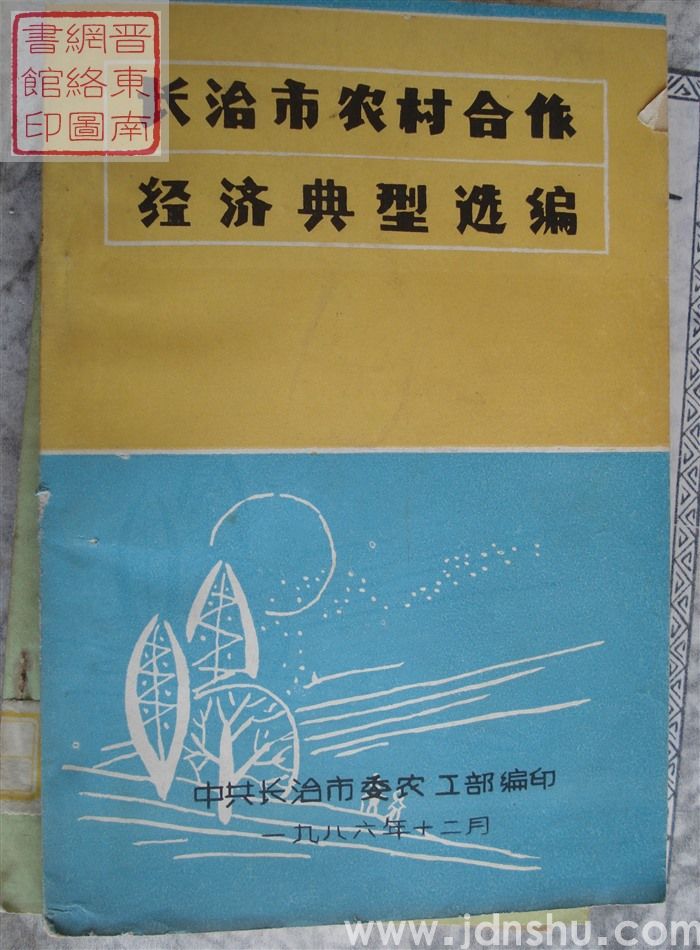 晋東南
網絡圖
書館印
长治市农村合作
经济典型选编
中共长治市委农工部编印
一九八六年十二月
www.jdnshu.com